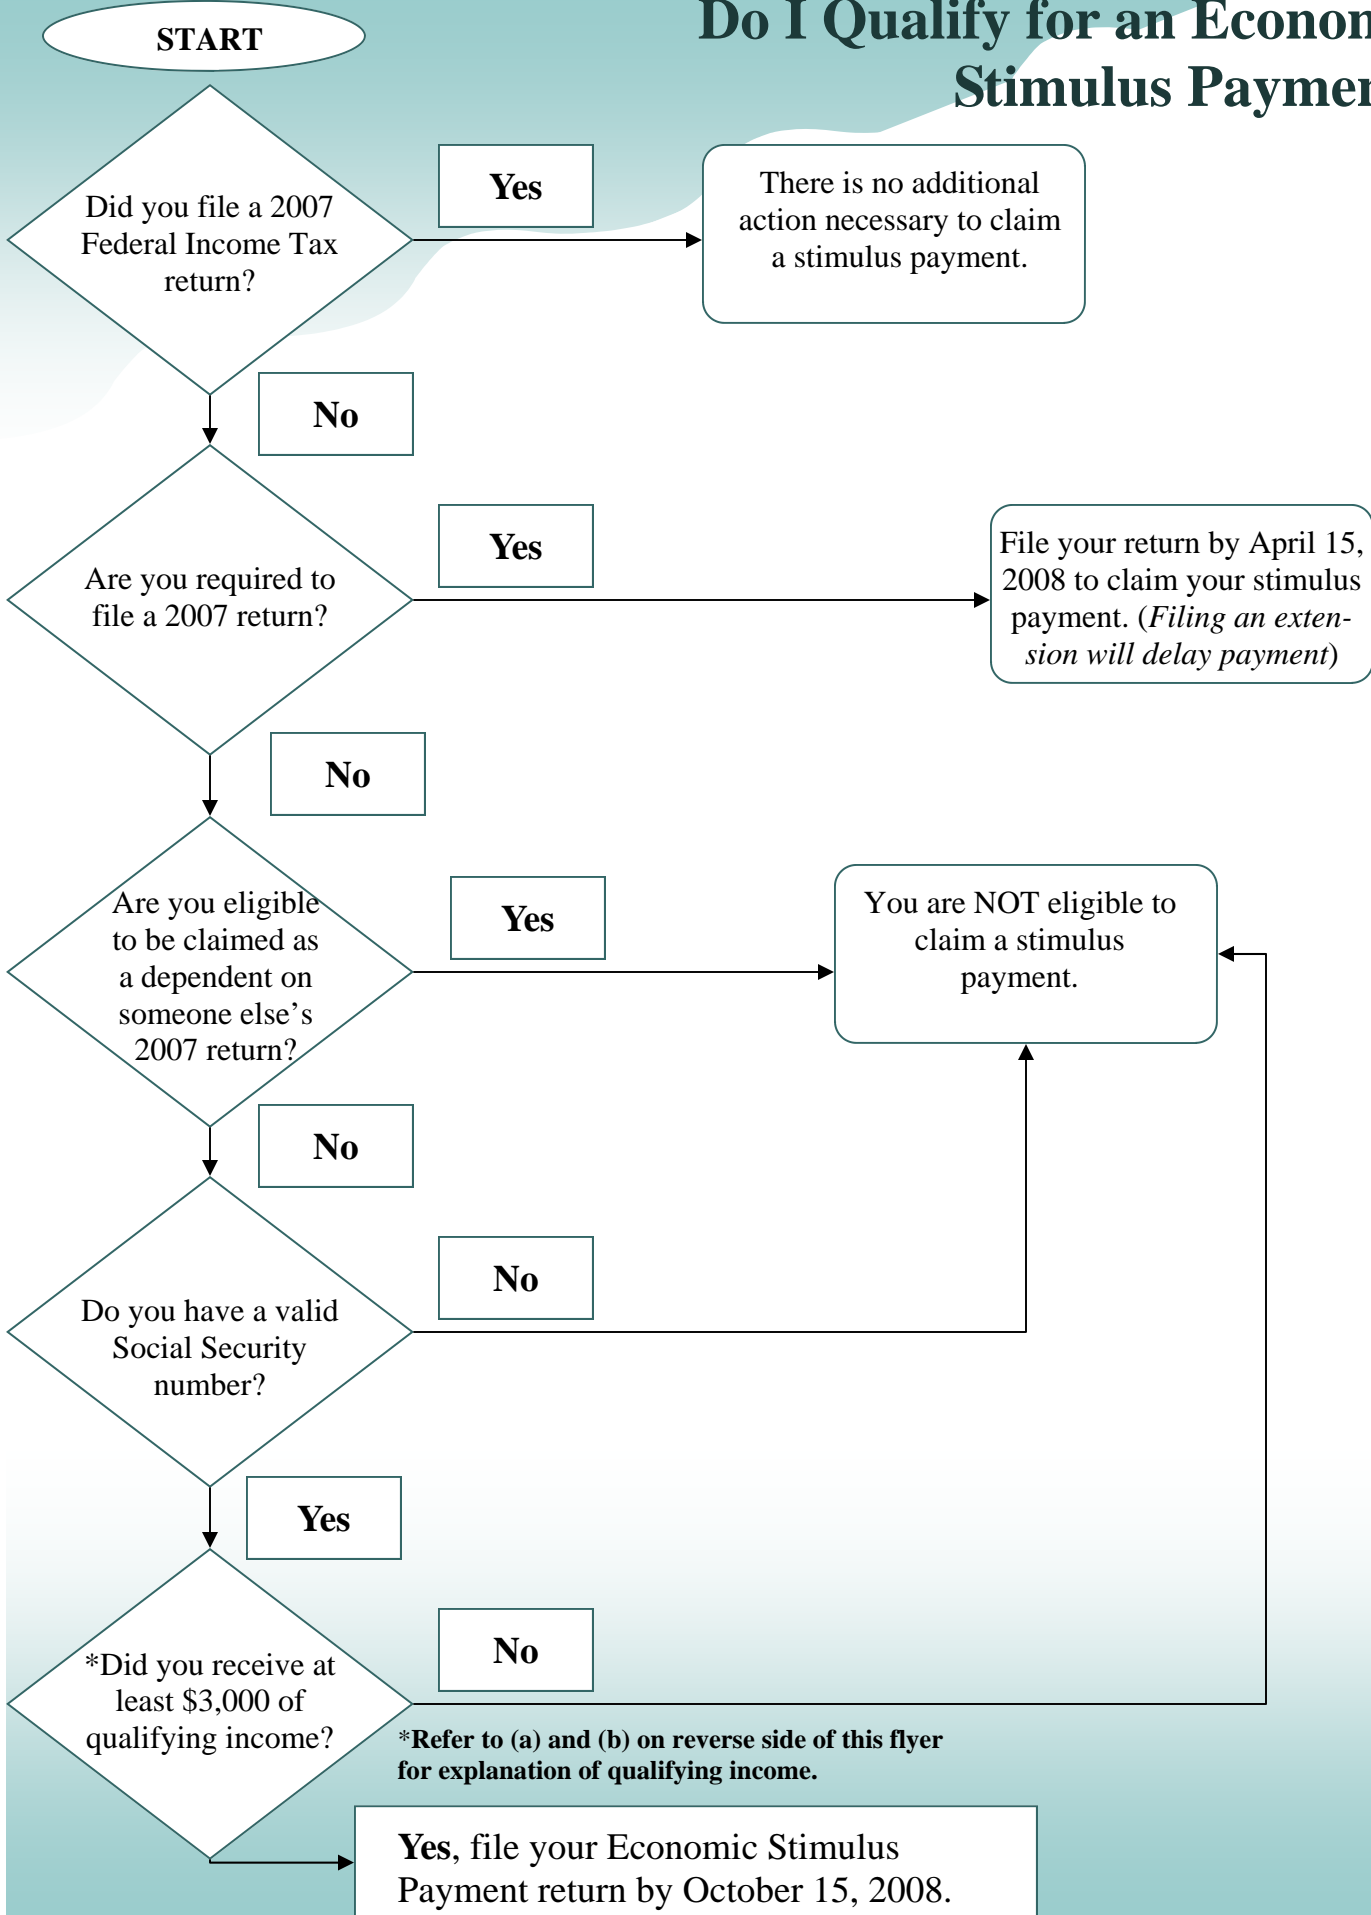 Do I Qualify for an Econom
Stimulus Paymen
START
Did you file a 2007
Federal Income Tax
return?
Yes
There is no additional
action necessary to claim
a stimulus payment.
No
Are you required to
file a 2007 return?
Yes
File your return by April 15,
2008 to claim your stimulus
payment. (Filing an exten-
sion will delay payment)
No
Are you eligible
to be claimed as
a dependent on
someone else’s
2007 return?
Yes
You are NOT eligible to
claim a stimulus
payment.
No
Do you have a valid
Social Security
number?
No
Yes
*Did you receive at
least $3,000 of
qualifying income?
No
*Refer to (a) and (b) on reverse side of this flyer
for explanation of qualifying income.
Yes, file your Economic Stimulus
Payment return by October 15, 2008.